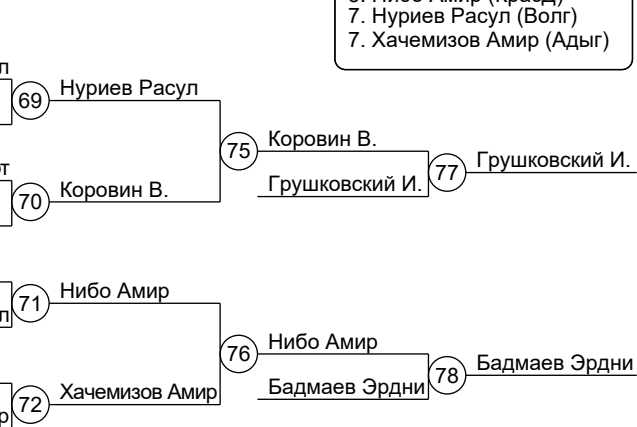 7. Нуриев Расул (Волг)
7. Хачемизов Амир (Адыг)
69 Нуриев Расул
75 Коровин В.
77 Грушковский И.
Грушковский И.
70 Коровин В.
71 Нибо Амир
76 Нибо Амир
78 Бадмаев Эрдни
Бадмаев Эрдни
72 Хачемизов Амир